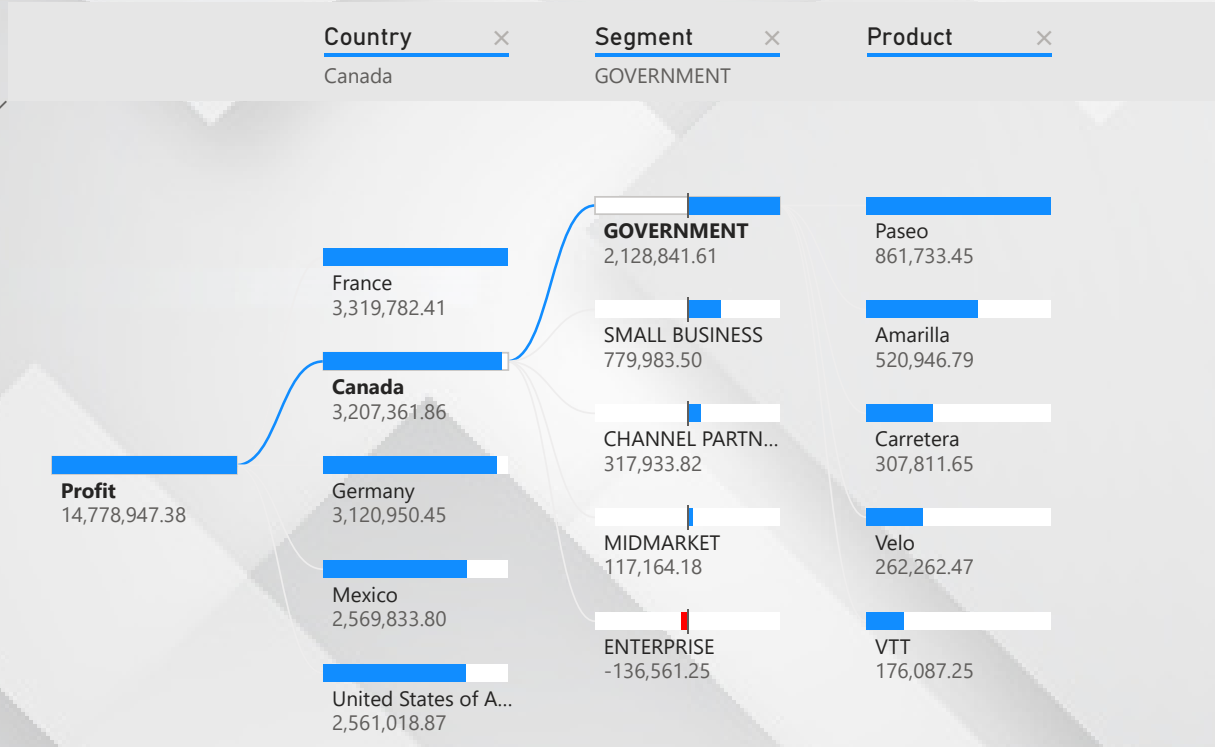 Country
Segment
Product
Canada
GOVERNMENT
Profit
14,778,947.38
France
3,319,782.41
Canada
3,207,361.86
Germany
3,120,950.45
Mexico
2,569,833.80
United States of A...
2,561,018.87
GOVERNMENT
2,128,841.61
SMALL BUSINESS
779,983.50
CHANNEL PARTN...
317,933.82
MIDMARKET
117,164.18
ENTERPRISE
-136,561.25
Paseo
861,733.45
Amarilla
520,946.79
Carretera
307,811.65
Velo
262,262.47
VTT
176,087.25